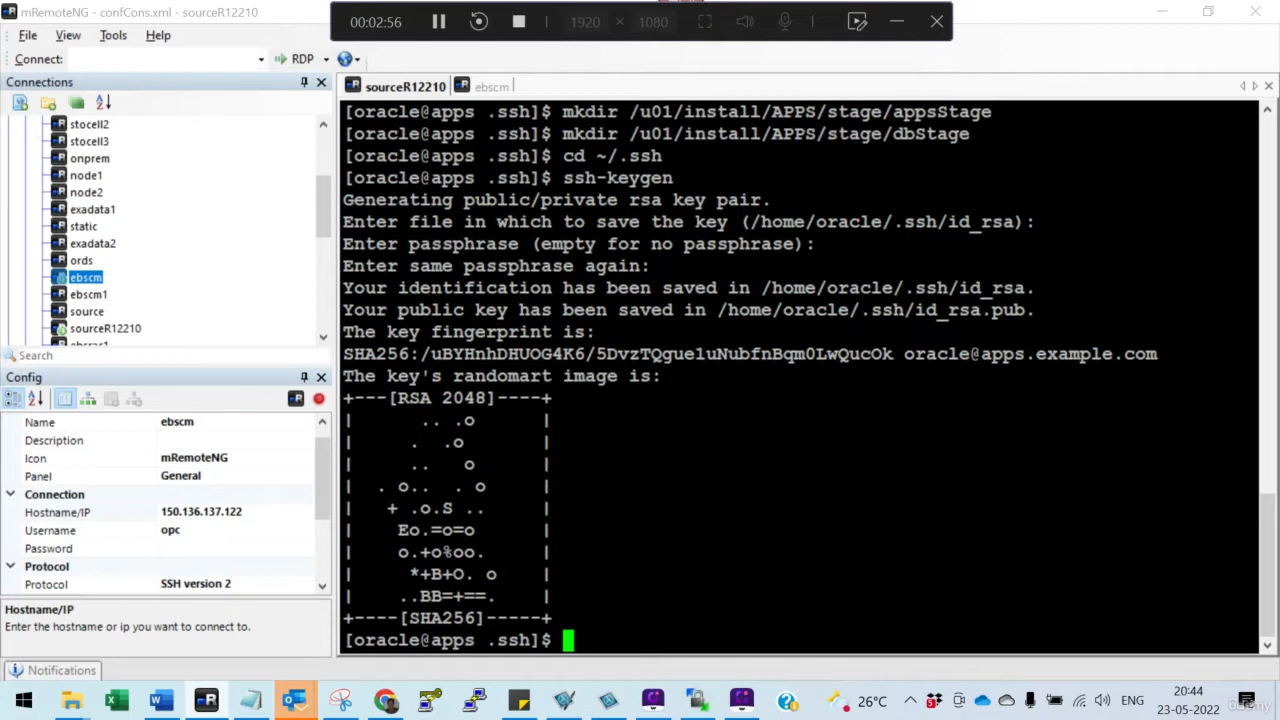 mRemoteNG - confCons.xml - sourceR12210
00:02:56
1920 × 1080
File View Tools Help
Connect: RDP
Connections
sourceR12210 ebscm
stocell2
stocell3
onprem
node1
node2
exadata1
static
exadata2
ords
ebscm
ebscm1
source
sourceR12210
Search
Config
Name ebscm
Description
Icon mRemoteNG
Panel General
Connection
Hostname/IP 150.136.137.122
Username opc
Password
Protocol
Protocol SSH version 2
Hostname/IP
Enter the hostname or ip you want to connect to.
Notifications
[oracle@apps .ssh]$ mkdir /u01/install/APPS/stage/appsStage
[oracle@apps .ssh]$ mkdir /u01/install/APPS/stage/dbStage
[oracle@apps .ssh]$ cd ~/.ssh
[oracle@apps .ssh]$ ssh-keygen
Generating public/private rsa key pair.
Enter file in which to save the key (/home/oracle/.ssh/id_rsa):
Enter passphrase (empty for no passphrase):
Enter same passphrase again:
Your identification has been saved in /home/oracle/.ssh/id_rsa.
Your public key has been saved in /home/oracle/.ssh/id_rsa.pub.
The key fingerprint is:
SHA256:/uBYHnhDHUOG4K6/5DvzTQgue1uNubfnBqm0LwQucOk oracle@apps.example.com
The key's randomart image is:
+---[RSA 2048]----+
|       .. .o     |
|      .  .o      |
|      ..   o     |
|  . o..  . o     |
|   + .o.S ..     |
|    Eo.=o=o      |
|    o.+o%oo.     |
|     *+B+O. o    |
|    ..BB=+==.    |
+----[SHA256]-----+
[oracle@apps .ssh]$
26°C
ENG
20:44
23-05-2022
Udemy